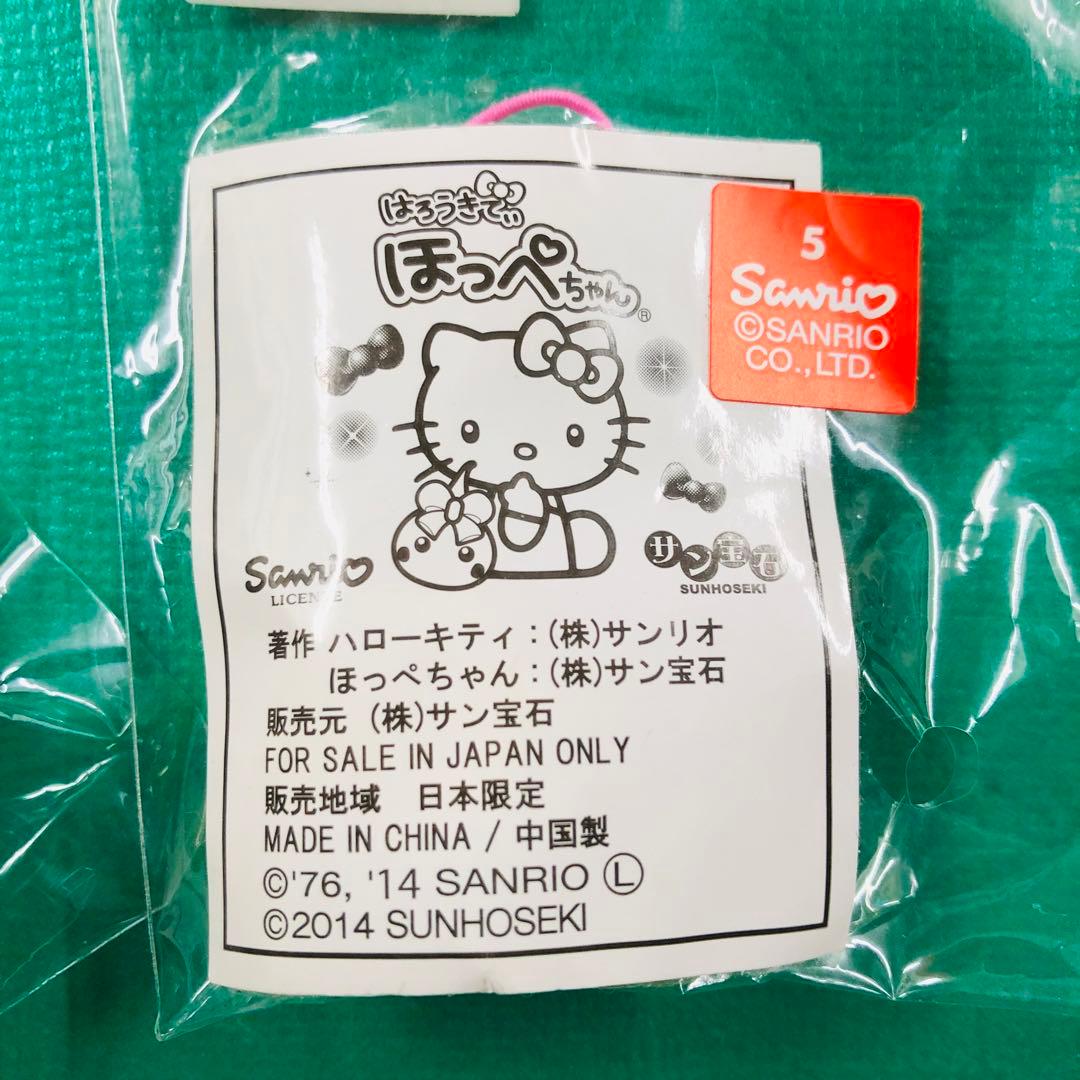 はろうきてぃ
ほっぺちゃん®
5
Sanrio
©SANRIO
CO.,LTD.
Sanrio
LICENSE
サン宝石
SUNHOSEKI
著作 ハローキティ：(株)サンリオ
ほっぺちゃん：(株)サン宝石
販売元 (株)サン宝石
FOR SALE IN JAPAN ONLY
販売地域 日本限定
MADE IN CHINA / 中国製
©'76, '14 SANRIO Ⓛ
©2014 SUNHOSEKI